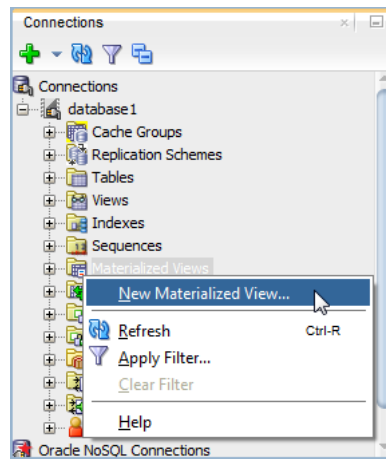 Connections
Connections
database1
Cache Groups
Replication Schemes
Tables
Views
Indexes
Sequences
Materialized Views
New Materialized View...
Refresh Ctrl-R
Apply Filter...
Clear Filter
Help
Oracle NoSQL Connections